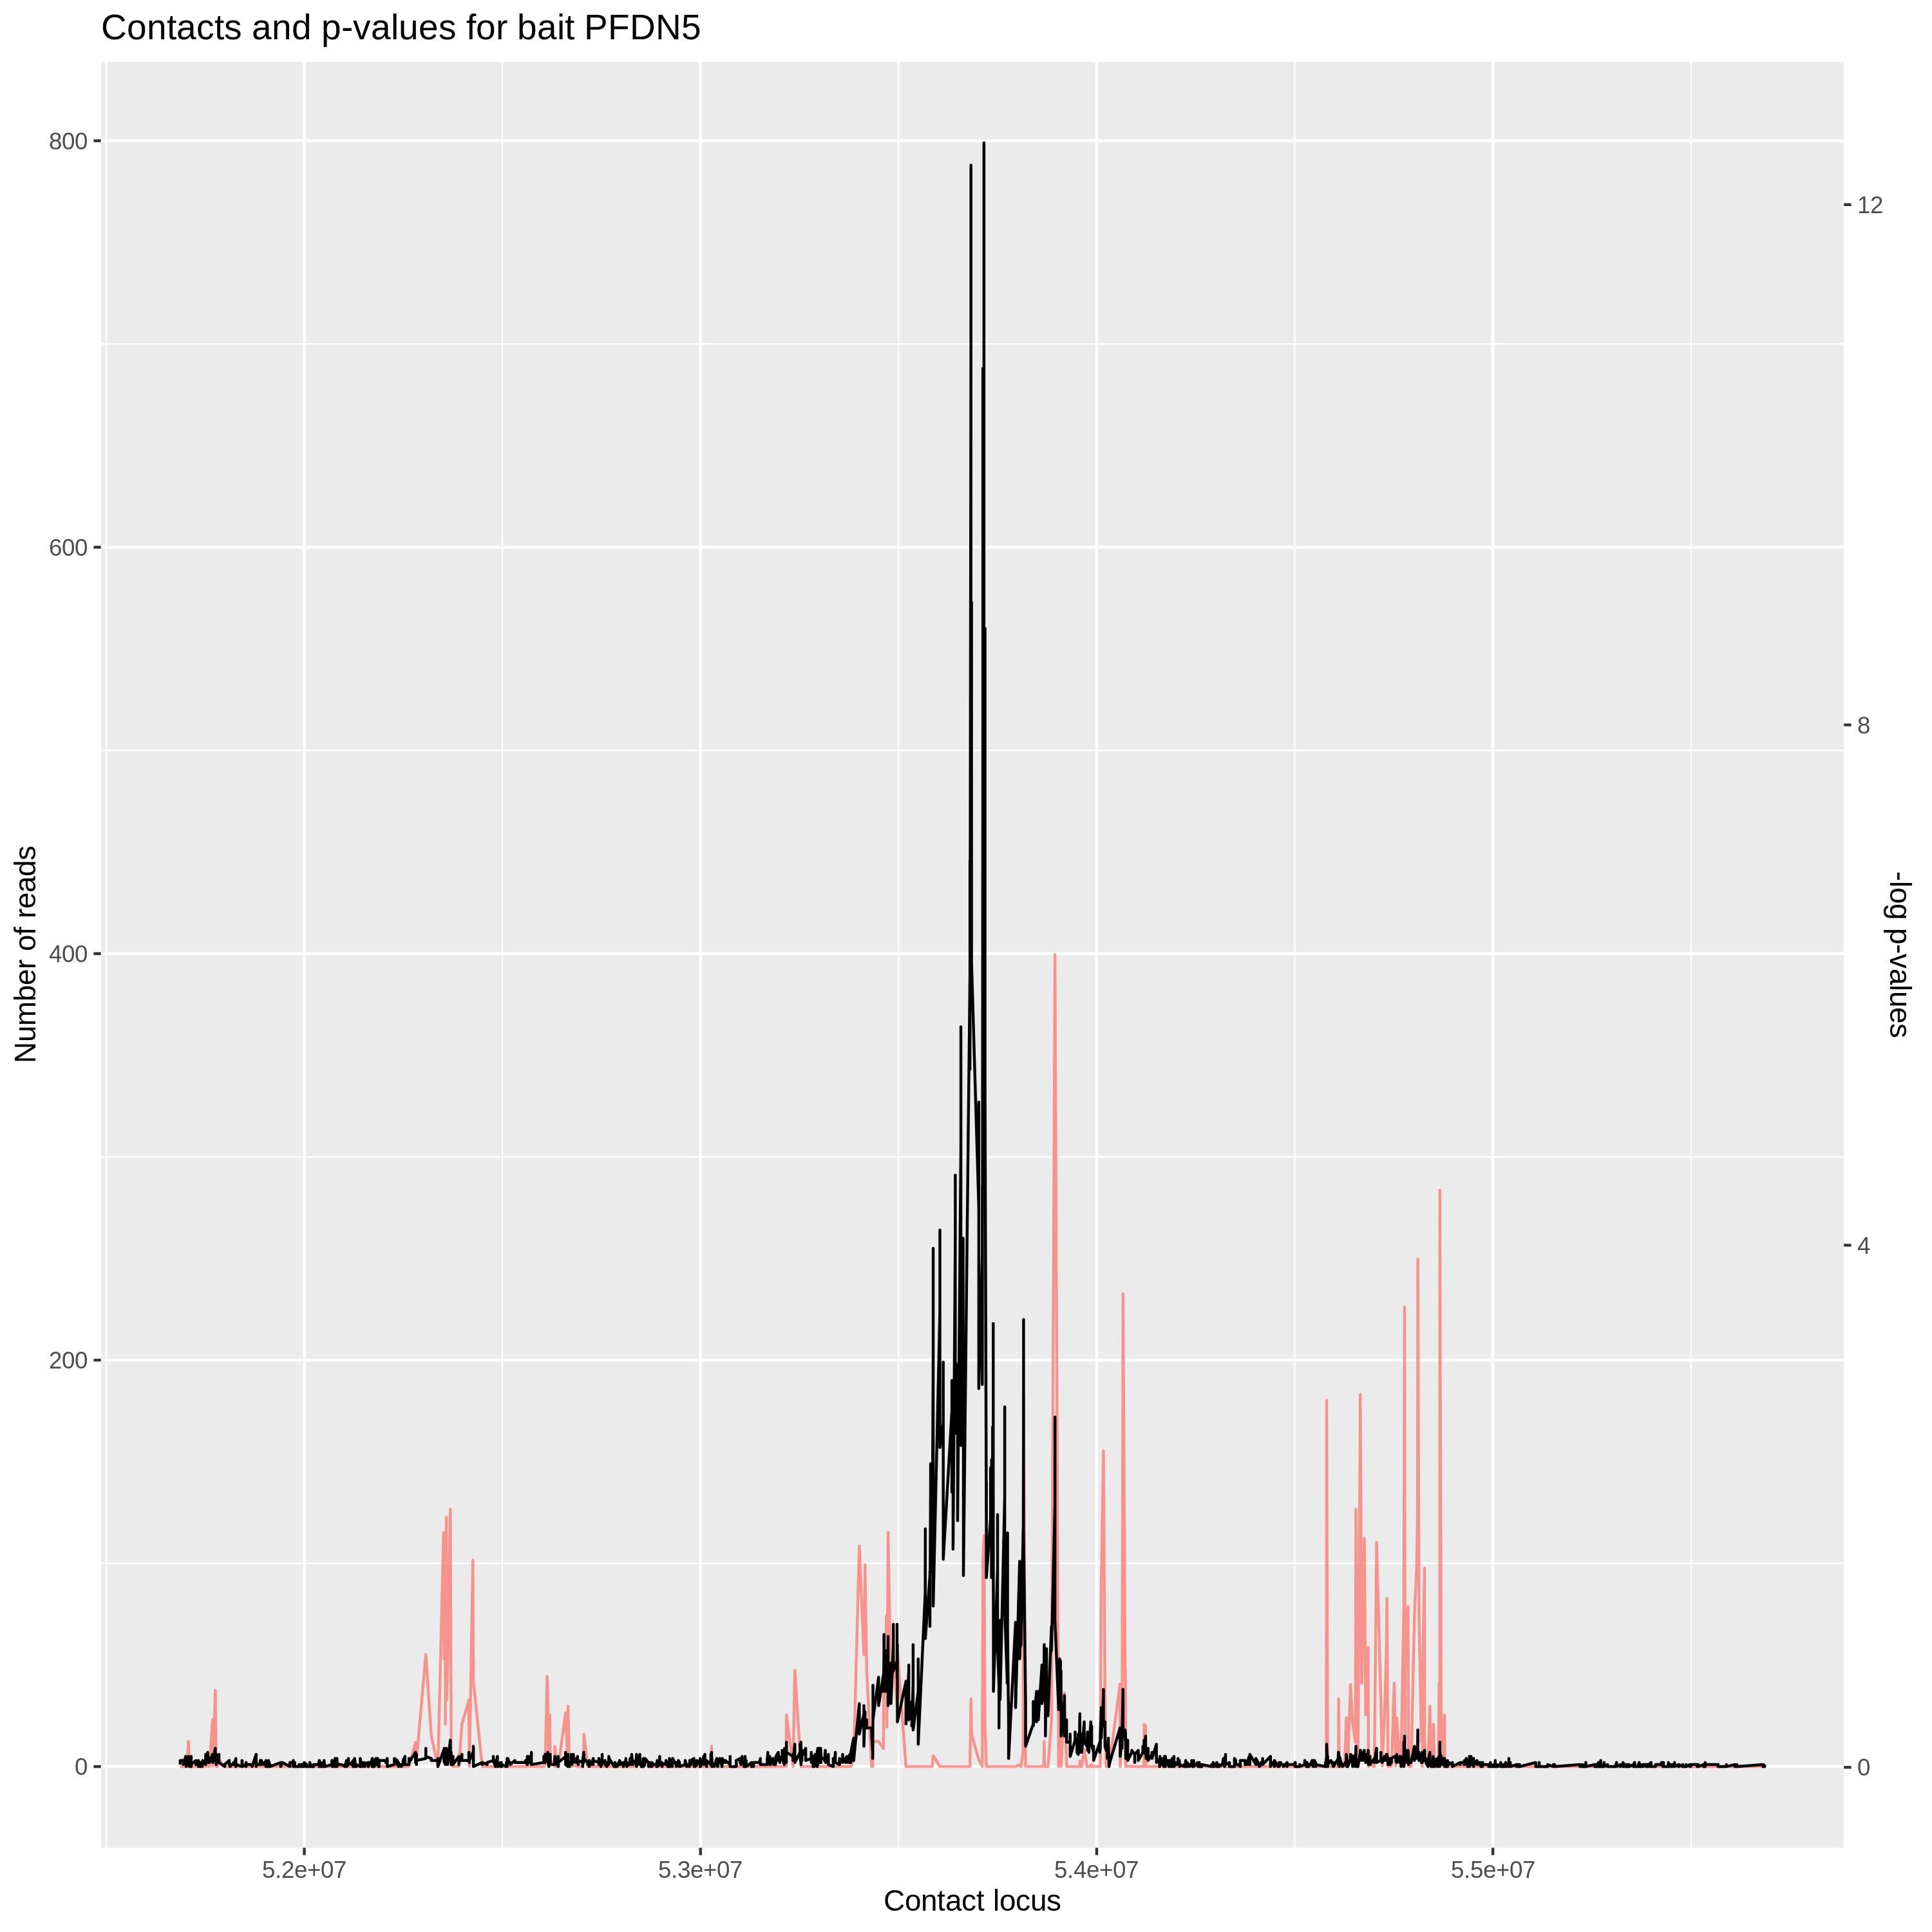 Contacts and p-values for bait PFDN5
800
600
400
200
0
12
8
4
0
Number of reads
-log p-values
5.2e+07
5.3e+07
5.4e+07
5.5e+07
Contact locus